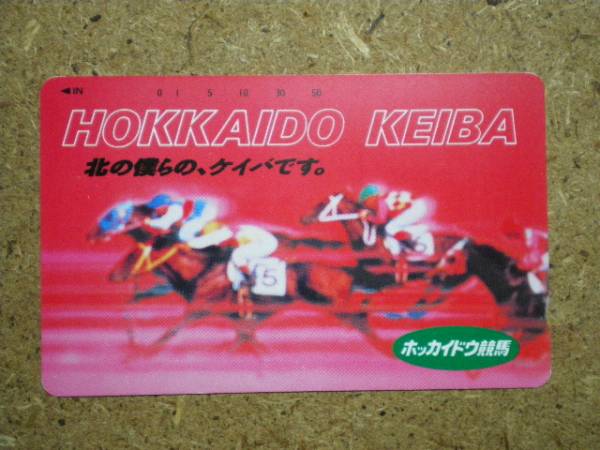 ◀IN 0 1 5 10 30 50
HOKKAIDO KEIBA
北の僕らの、ケイバです。
5
5
ホッカイドウ競馬